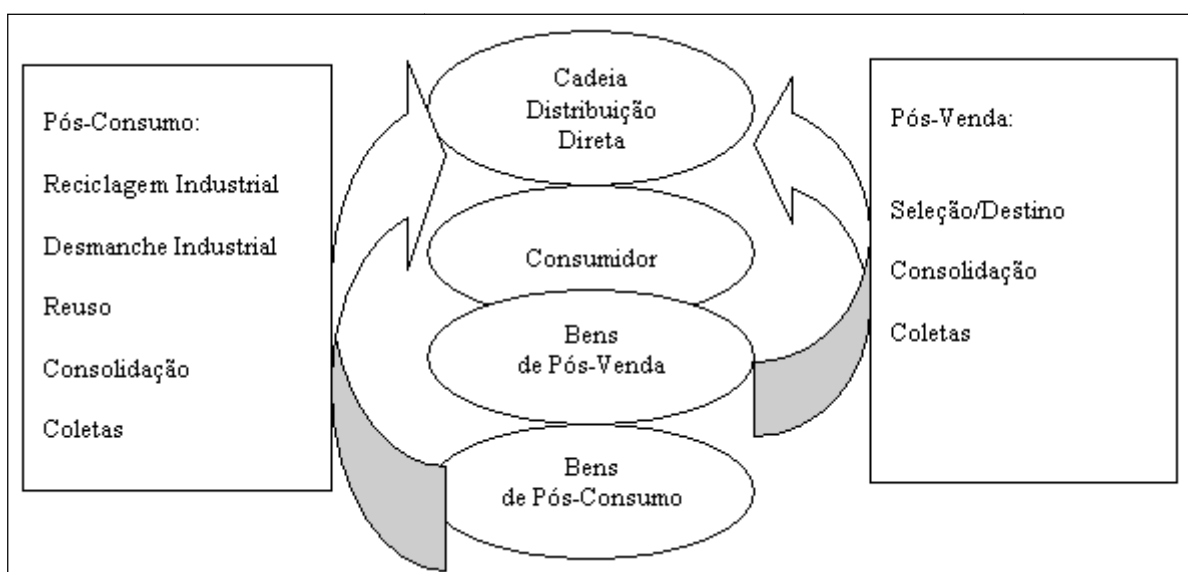 Pós-Consumo:
Reciclagem Industrial
Desmanche Industrial
Reuso
Consolidação
Coletas
Cadeia
Distribuição
Direta
Consumidor
Bens
de Pós-Venda
Bens
de Pós-Consumo
Pós-Venda:
Seleção/Destino
Consolidação
Coletas